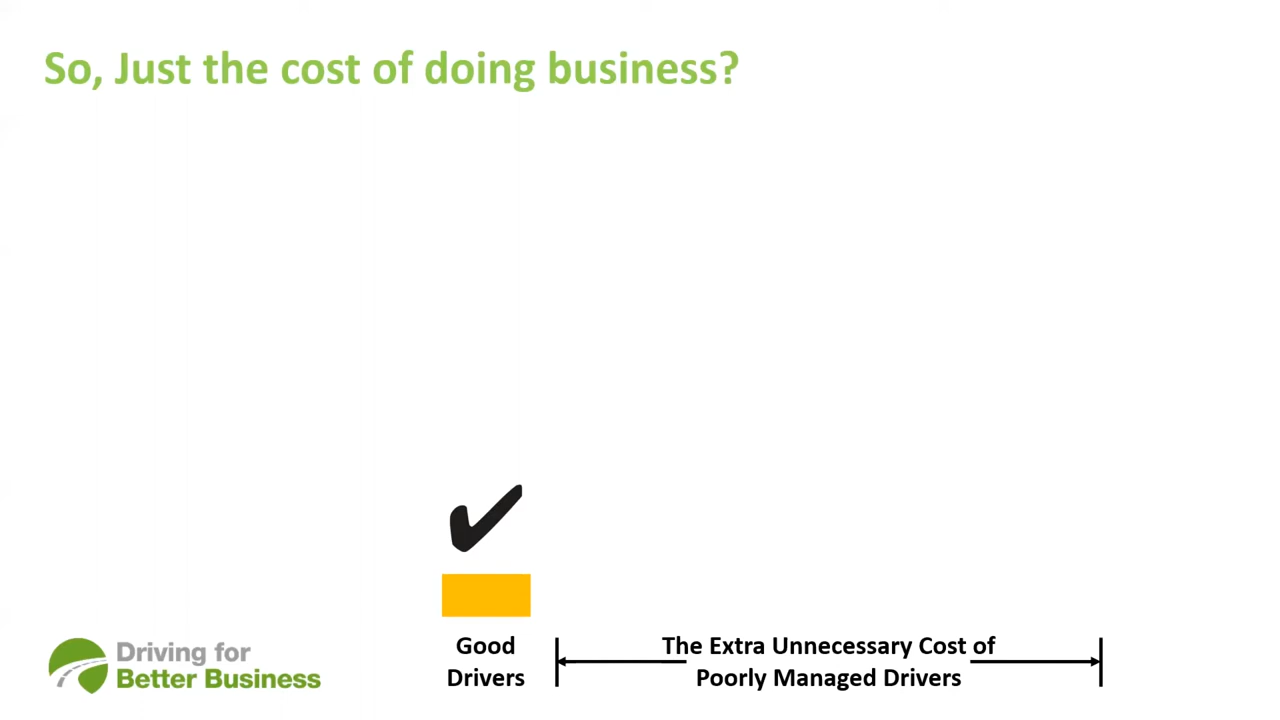 So, Just the cost of doing business?
Good
Drivers
The Extra Unnecessary Cost of
Poorly Managed Drivers
Driving for
Better Business